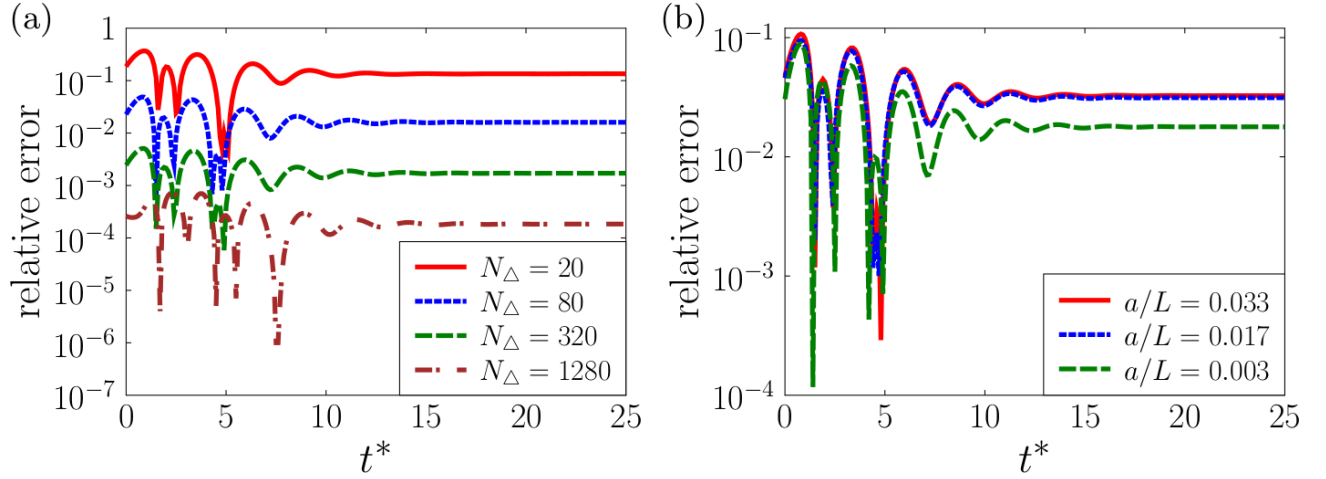 (a)
1
10⁻¹
10⁻²
10⁻³
10⁻⁴
10⁻⁵
10⁻⁶
10⁻⁷
relative error
N△ = 20
N△ = 80
N△ = 320
N△ = 1280
0 5 10 15 20 25
t*
(b)
10⁻¹
10⁻²
10⁻³
10⁻⁴
relative error
a/L = 0.033
a/L = 0.017
a/L = 0.003
0 5 10 15 20 25
t*